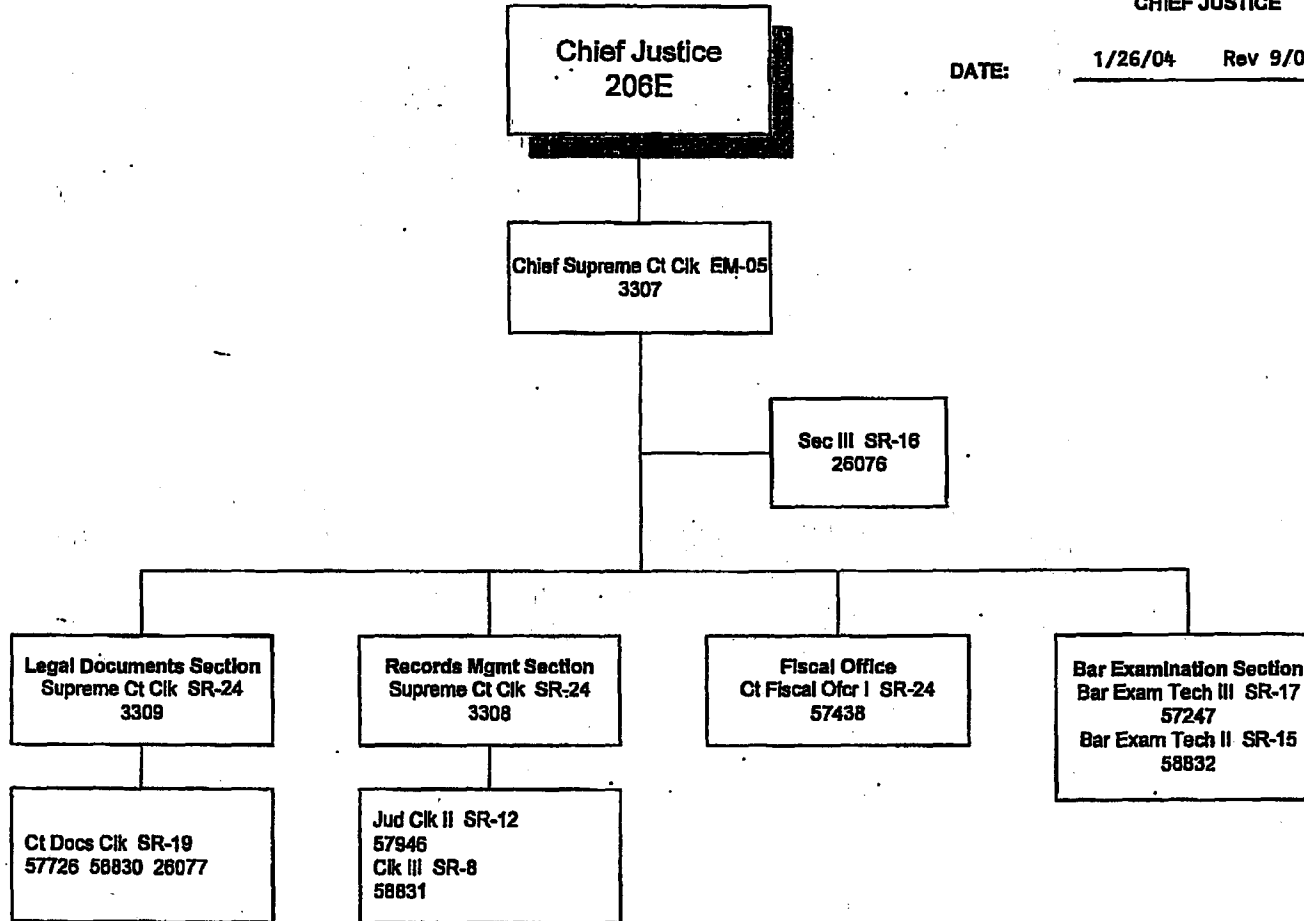 CHIEF JUSTICE
DATE: 1/26/04 Rev 9/0
Chief Justice
206E
Chief Supreme Ct Clk EM-05
3307
Sec III SR-16
26076
Legal Documents Section
Supreme Ct Clk SR-24
3309
Records Mgmt Section
Supreme Ct Clk SR-24
3308
Fiscal Office
Ct Fiscal Ofcr I SR-24
57438
Bar Examination Section
Bar Exam Tech III SR-17
57247
Bar Exam Tech II SR-15
58832
Ct Docs Clk SR-19
57726 58830 26077
Jud Clk II SR-12
57946
Clk III SR-8
58831